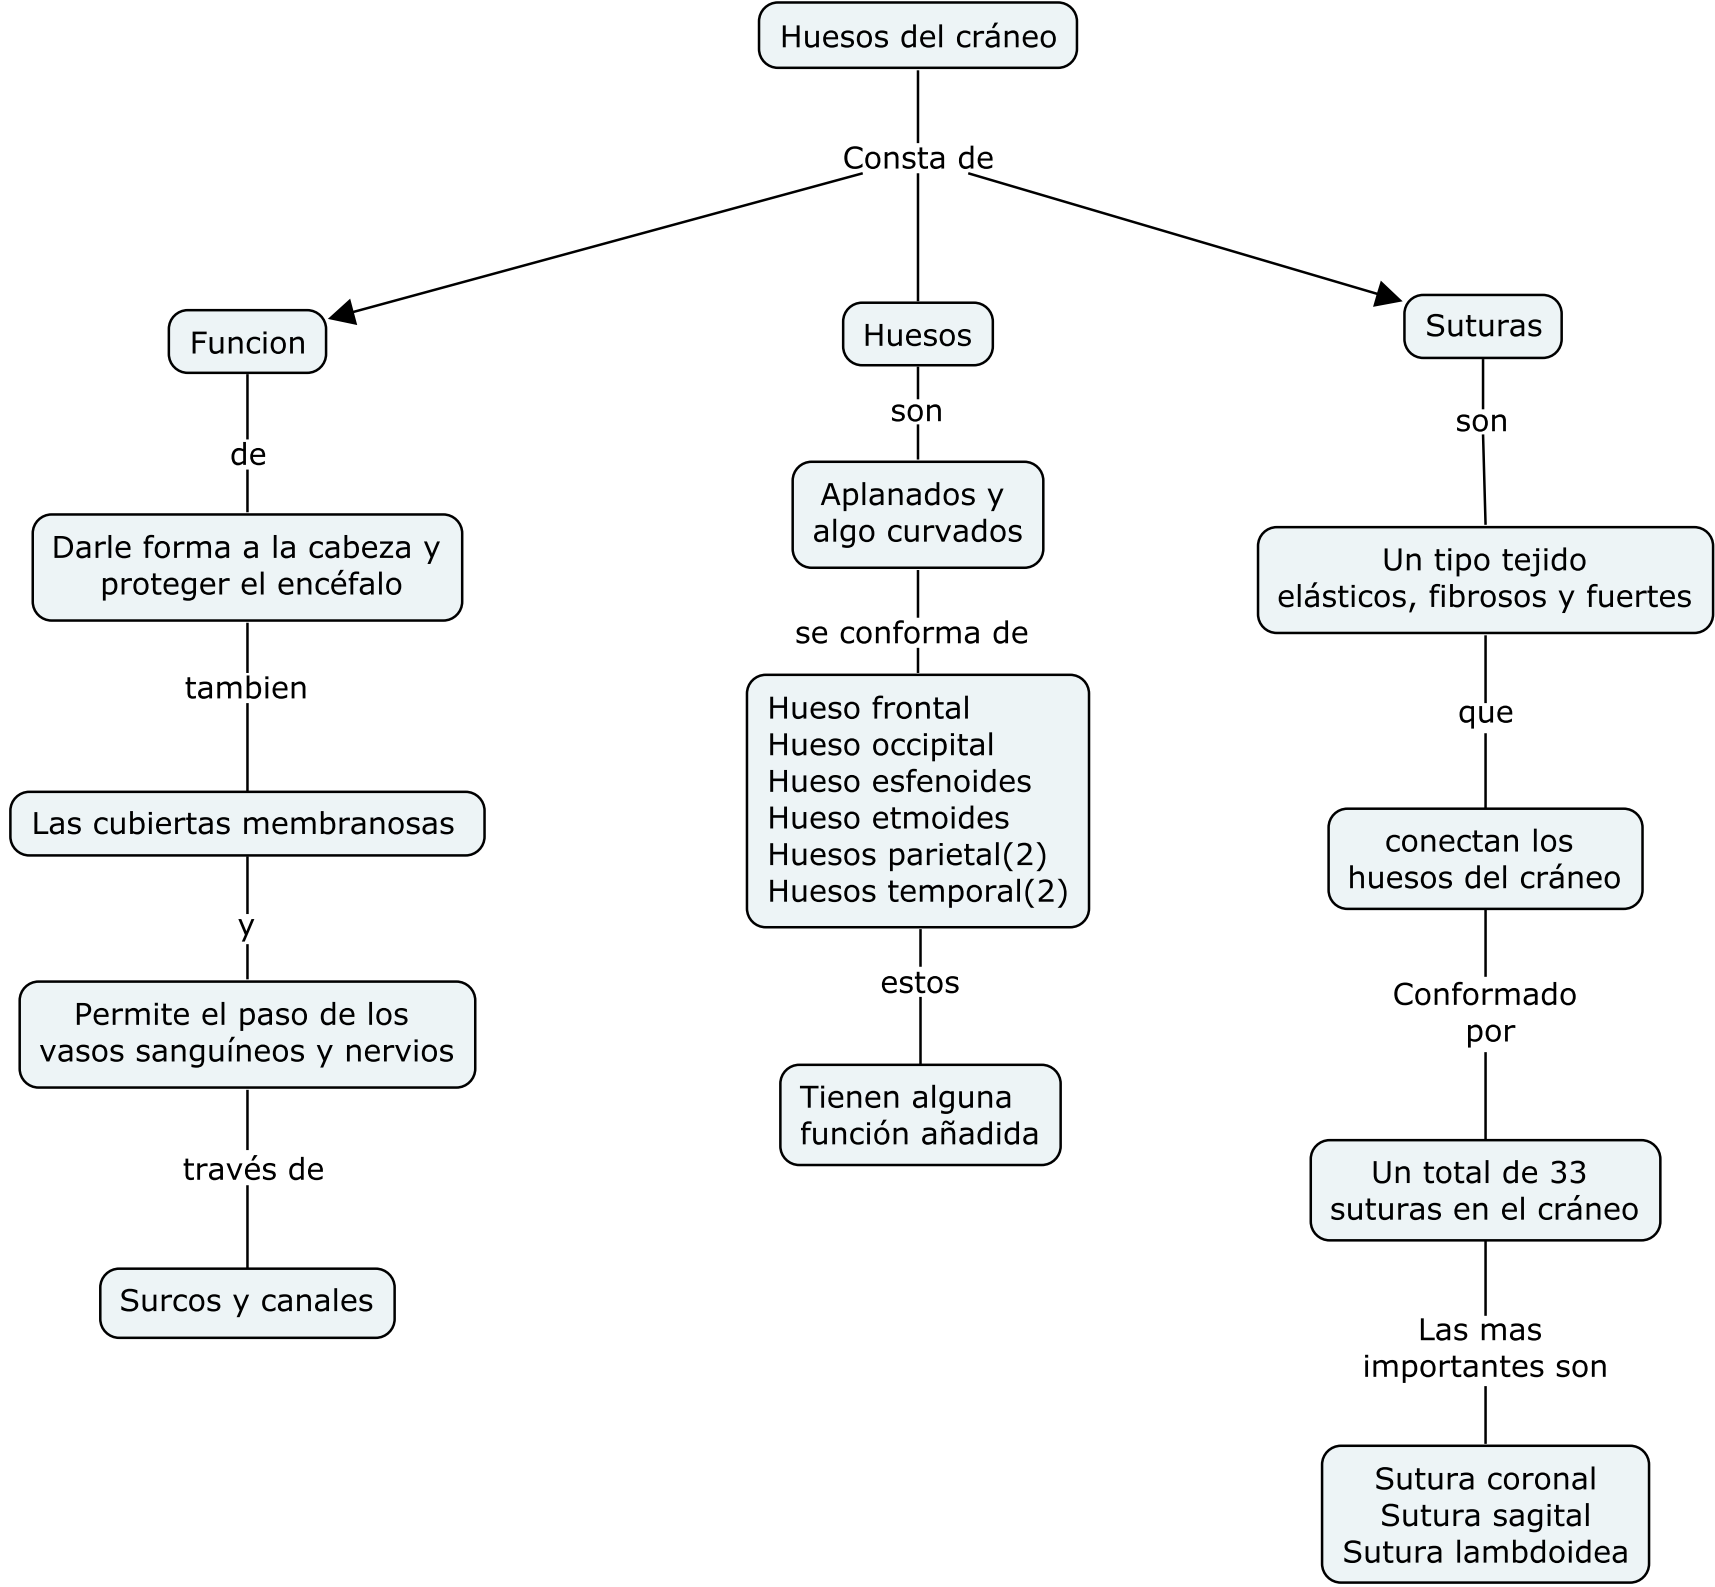 Huesos del cráneo
Consta de
Funcion
de
Darle forma a la cabeza y
proteger el encéfalo
tambien
Las cubiertas membranosas
y
Permite el paso de los
vasos sanguíneos y nervios
través de
Surcos y canales
Huesos
son
Aplanados y
algo curvados
se conforma de
Hueso frontal
Hueso occipital
Hueso esfenoides
Hueso etmoides
Huesos parietal(2)
Huesos temporal(2)
estos
Tienen alguna
función añadida
Suturas
son
Un tipo tejido
elásticos, fibrosos y fuertes
que
conectan los
huesos del cráneo
Conformado
por
Un total de 33
suturas en el cráneo
Las mas
importantes son
Sutura coronal
Sutura sagital
Sutura lambdoidea